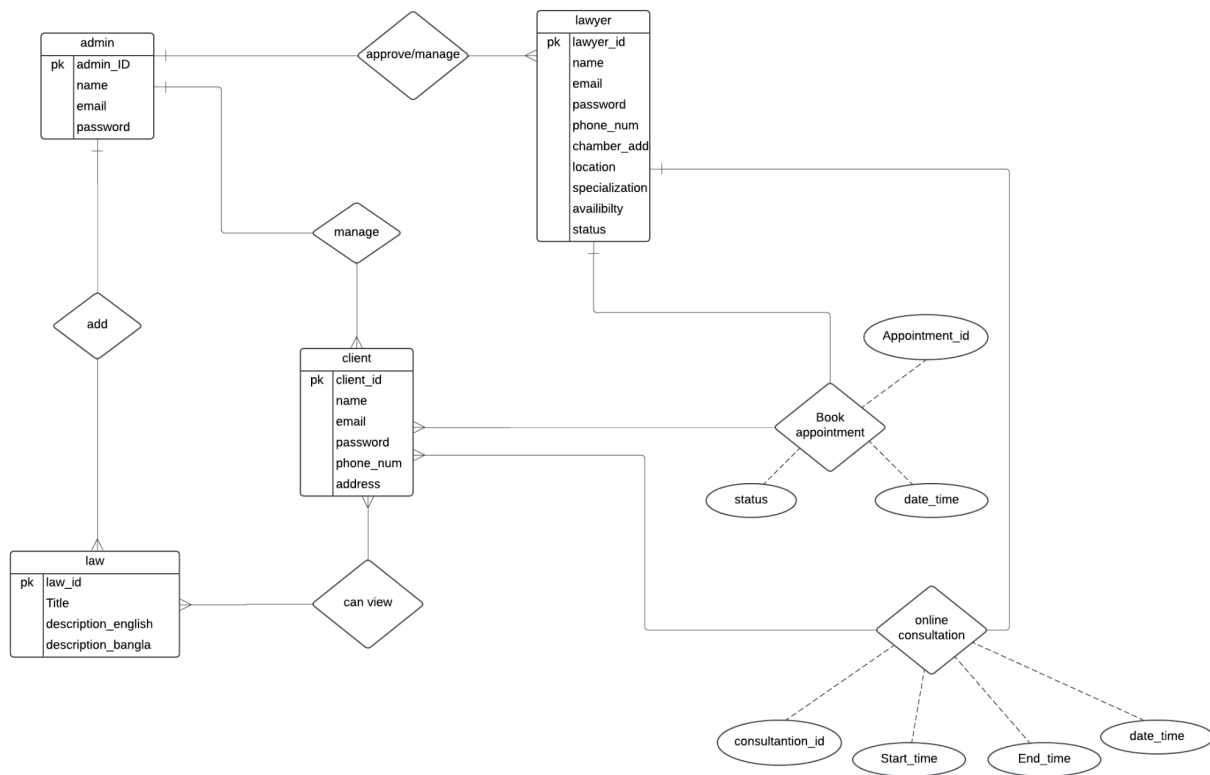 lawyer
pk lawyer_id
name
email
password
phone_num
chamber_add
location
specialization
availibilty
status
admin
pk admin_ID
name
email
password
approve/manage
manage
add
client
pk client_id
name
email
password
phone_num
address
Appointment_id
Book
appointment
status
date_time
law
pk law_id
Title
description_english
description_bangla
can view
online
consultation
consultantion_id
Start_time
End_time
date_time